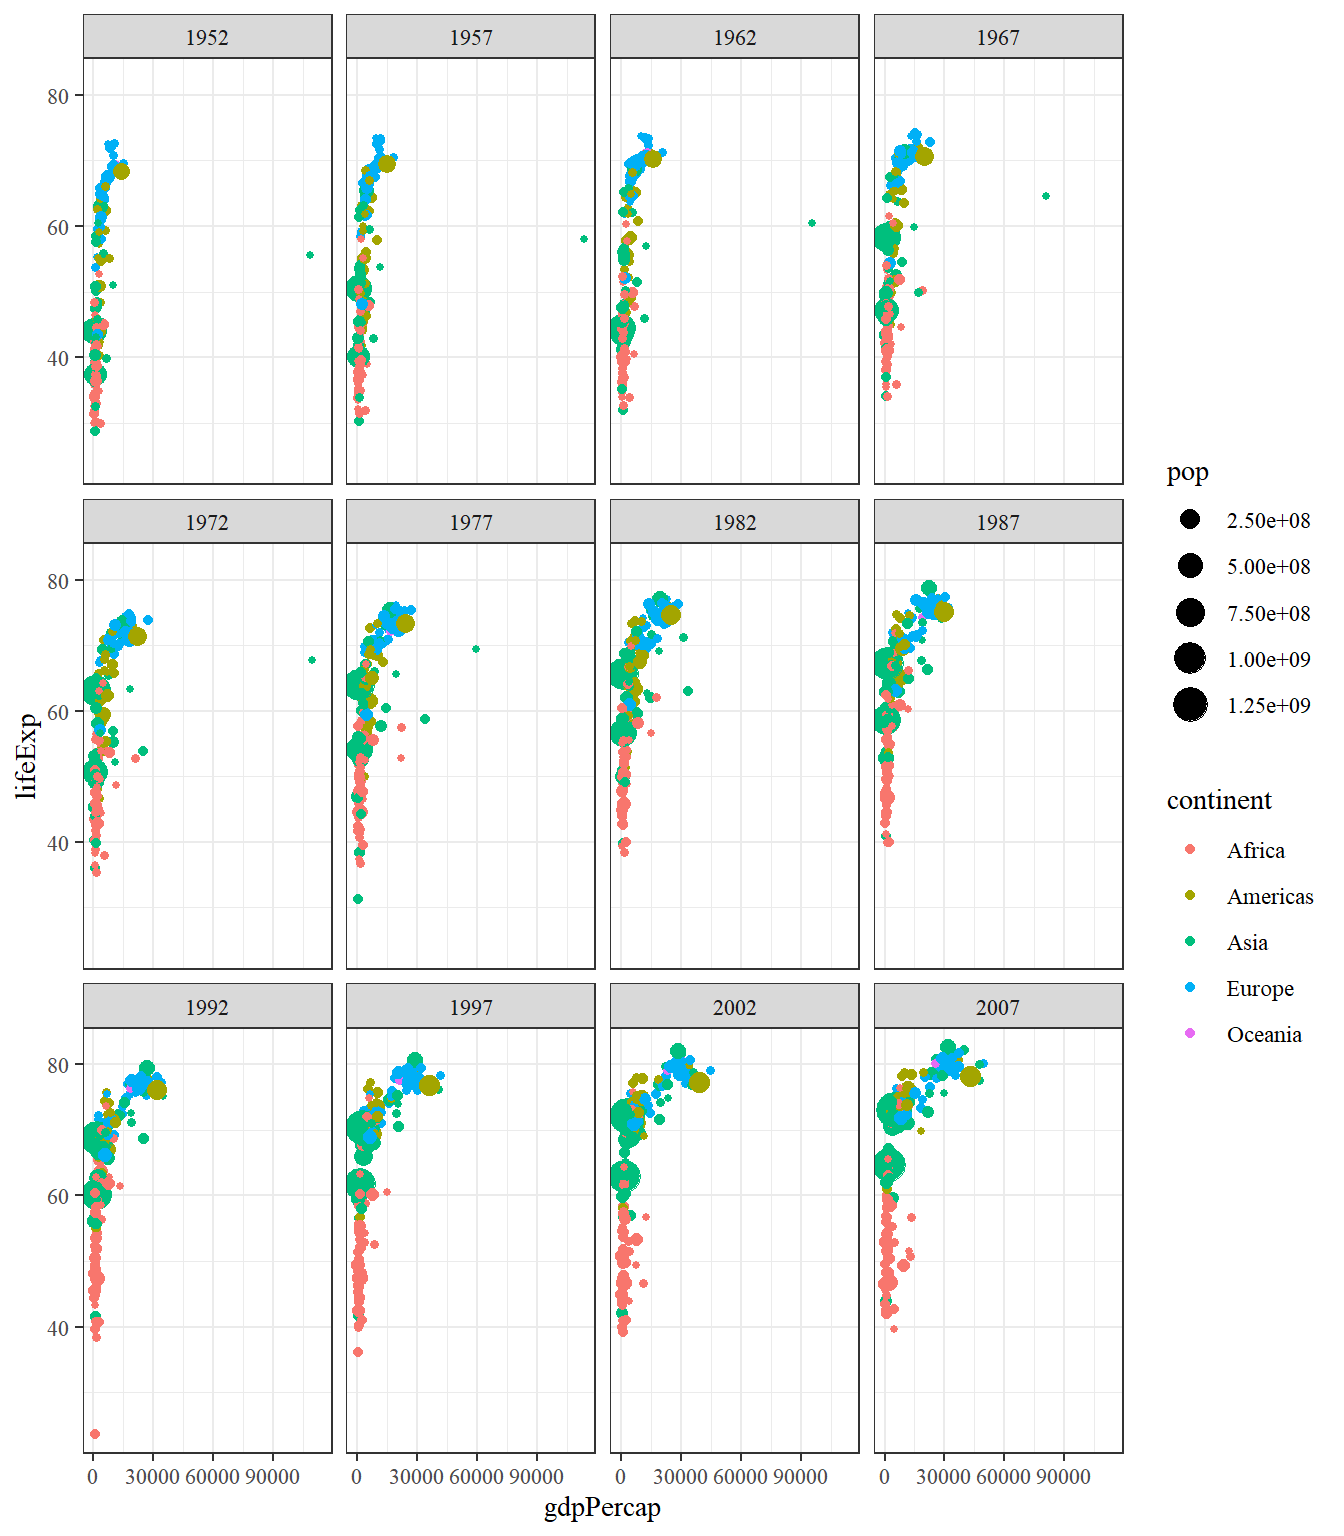 1952 1957 1962 1967
80
60
40
1972 1977 1982 1987
80
60
40
1992 1997 2002 2007
80
60
40
0 30000 60000 90000 0 30000 60000 90000 0 30000 60000 90000 0 30000 60000 90000
gdpPercap
lifeExp
pop
2.50e+08
5.00e+08
7.50e+08
1.00e+09
1.25e+09
continent
Africa
Americas
Asia
Europe
Oceania